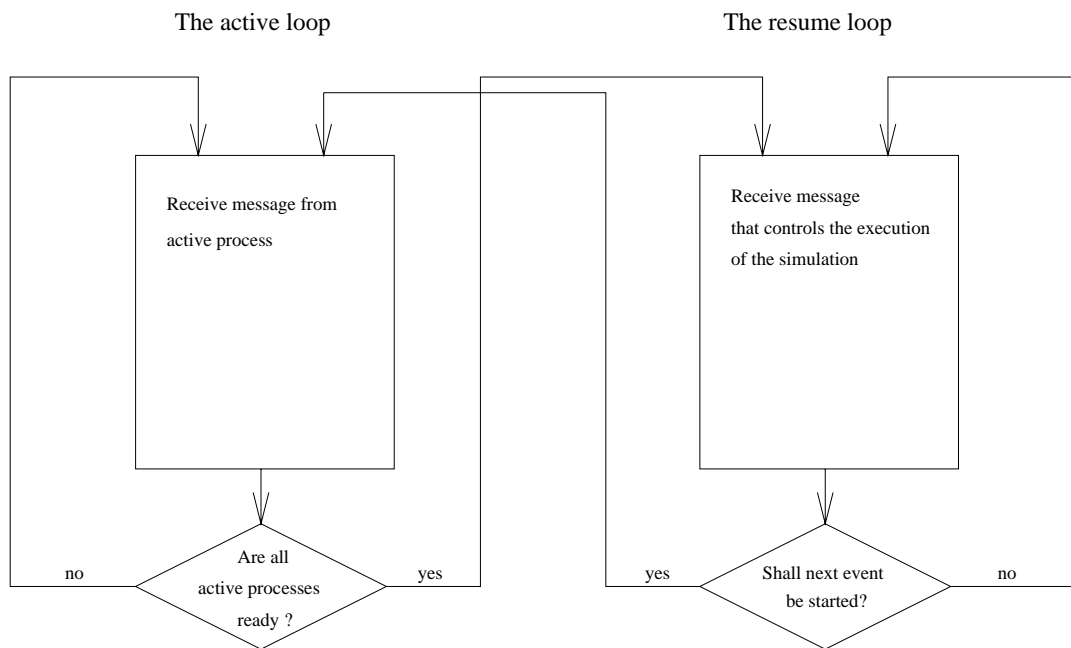 The active loop
The resume loop
Receive message from
active process
Receive message
that controls the execution
of the simulation
no
Are all
active processes
ready ?
yes
yes
Shall next event
be started?
no